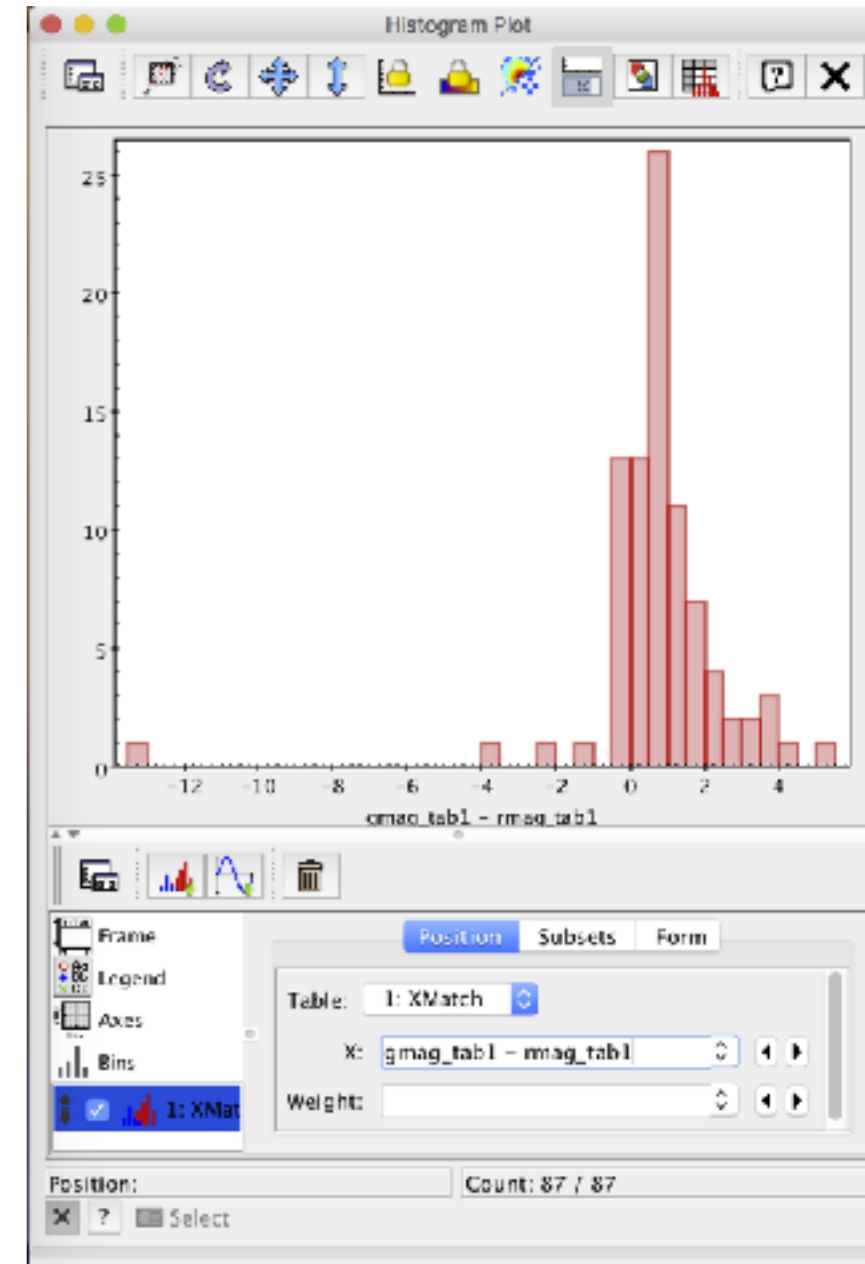 Histogram Plot
25
20
15
10
5
0
-12 -10 -8 -6 -4 -2 0 2 4
gmag_tab1 - rmag_tab1
Frame
Legend
Axes
Bins
1: XMat
Position Subsets Form
Table: 1: XMatch
X: gmag_tab1 - rmag_tab1
Weight:
Position: Count: 87 / 87
? Select